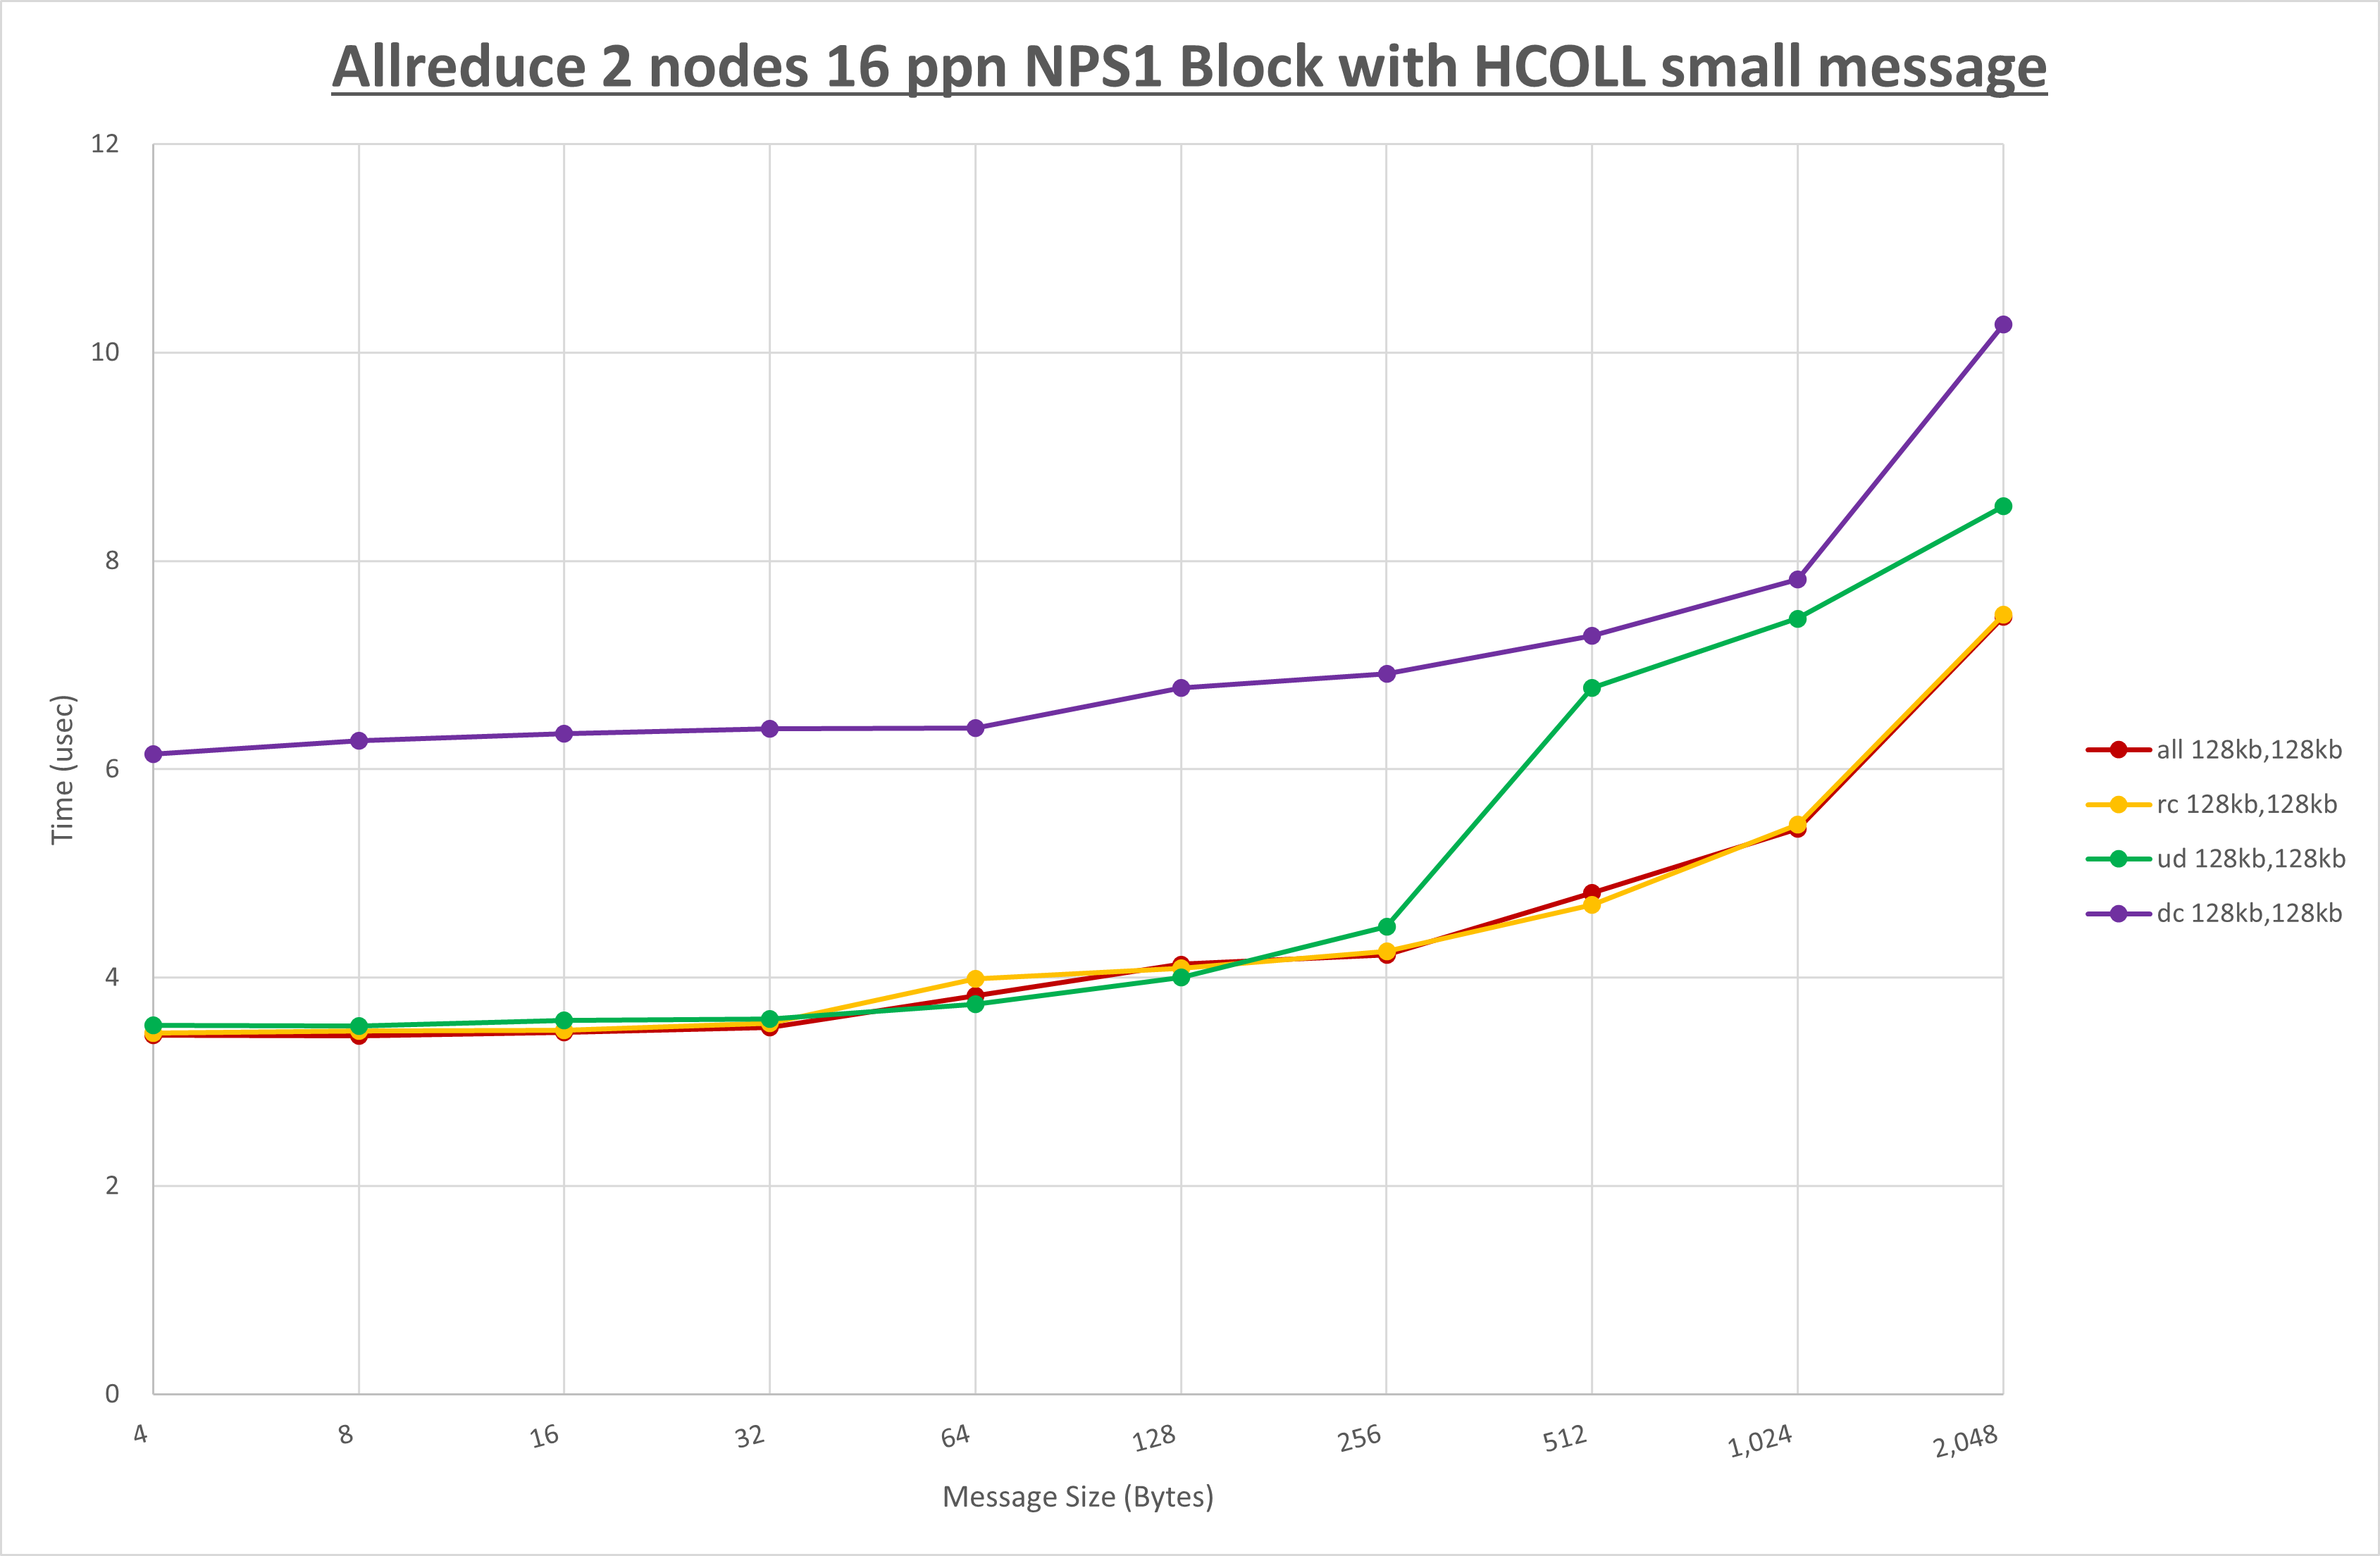 Allreduce 2 nodes 16 ppn NPS1 Block with HCOLL small message
12
10
8
6
4
2
0
Time (usec)
4
8
16
32
64
128
256
512
1,024
2,048
Message Size (Bytes)
all 128kb,128kb
rc 128kb,128kb
ud 128kb,128kb
dc 128kb,128kb